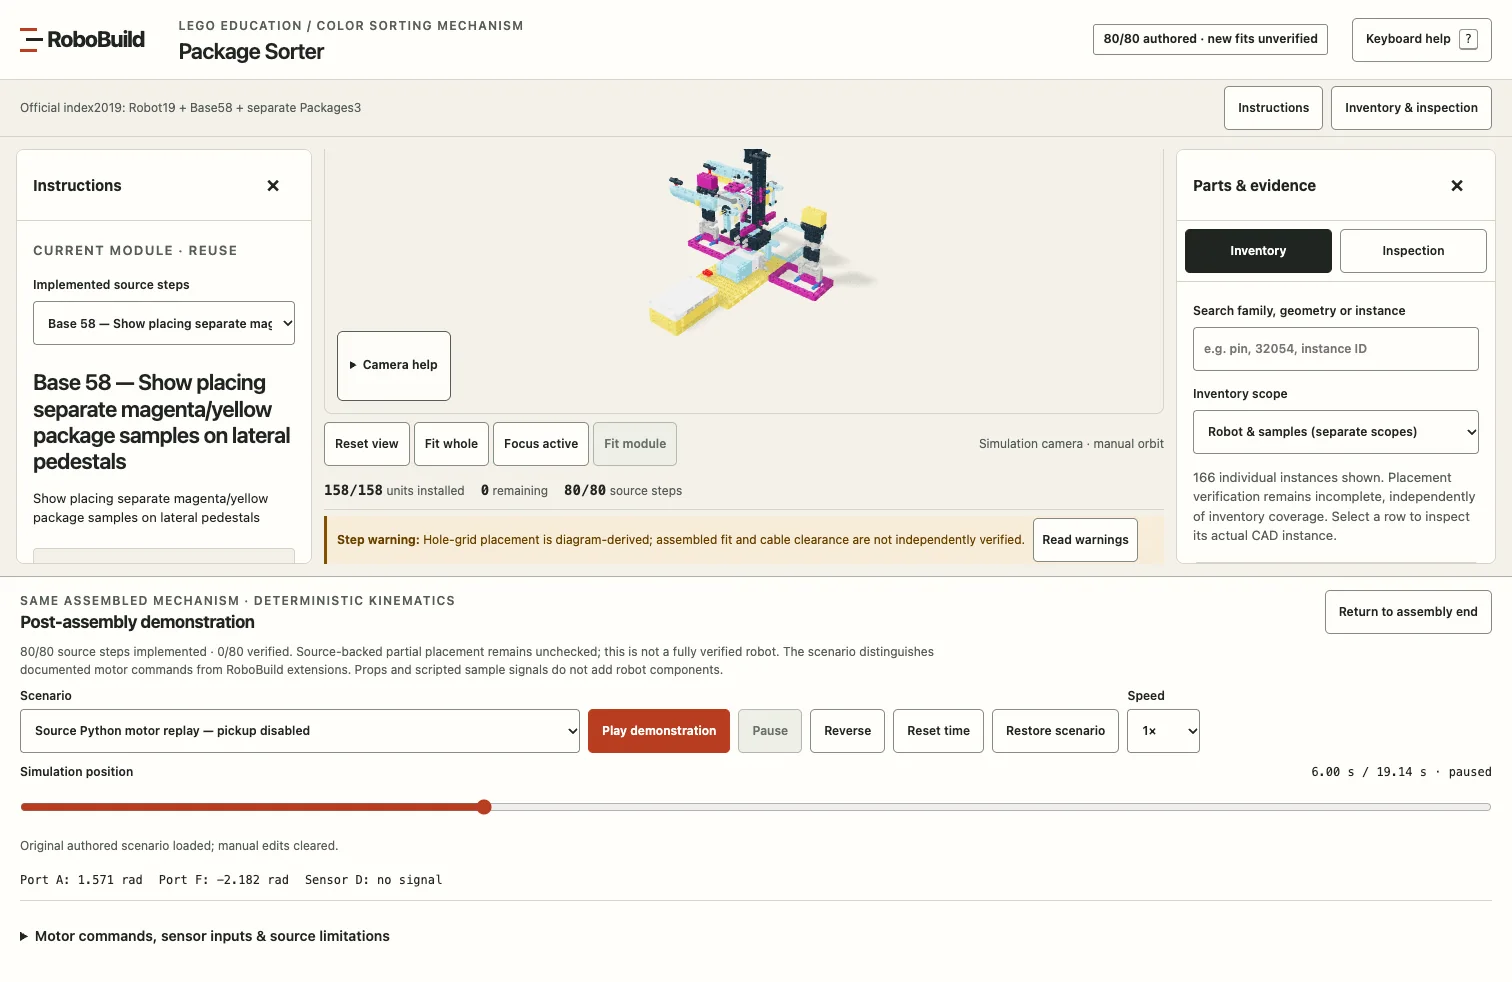 RoboBuild
LEGO EDUCATION / COLOR SORTING MECHANISM
Package Sorter
80/80 authored · new fits unverified
Keyboard help ?
Official index2019: Robot19 + Base58 + separate Packages3
Instructions
Inventory & inspection
Instructions
×
CURRENT MODULE · REUSE
Implemented source steps
Base 58 — Show placing separate mag
Base 58 — Show placing
separate magenta/yellow
package samples on lateral
pedestals
Show placing separate magenta/yellow
package samples on lateral pedestals
Camera help
Reset view
Fit whole
Focus active
Fit module
Simulation camera · manual orbit
158/158 units installed 0 remaining 80/80 source steps
Step warning: Hole-grid placement is diagram-derived; assembled fit and cable clearance are not independently verified.
Read warnings
Parts & evidence
×
Inventory
Inspection
Search family, geometry or instance
e.g. pin, 32054, instance ID
Inventory scope
Robot & samples (separate scopes)
166 individual instances shown. Placement
verification remains incomplete, independently
of inventory coverage. Select a row to inspect
its actual CAD instance.
SAME ASSEMBLED MECHANISM · DETERMINISTIC KINEMATICS
Post-assembly demonstration
Return to assembly end
80/80 source steps implemented · 0/80 verified. Source-backed partial placement remains unchecked; this is not a fully verified robot. The scenario distinguishes
documented motor commands from RoboBuild extensions. Props and scripted sample signals do not add robot components.
Scenario
Speed
Source Python motor replay — pickup disabled
Play demonstration
Pause
Reverse
Reset time
Restore scenario
1×
Simulation position
6.00 s / 19.14 s · paused
Original authored scenario loaded; manual edits cleared.
Port A: 1.571 rad Port F: −2.182 rad Sensor D: no signal
Motor commands, sensor inputs & source limitations